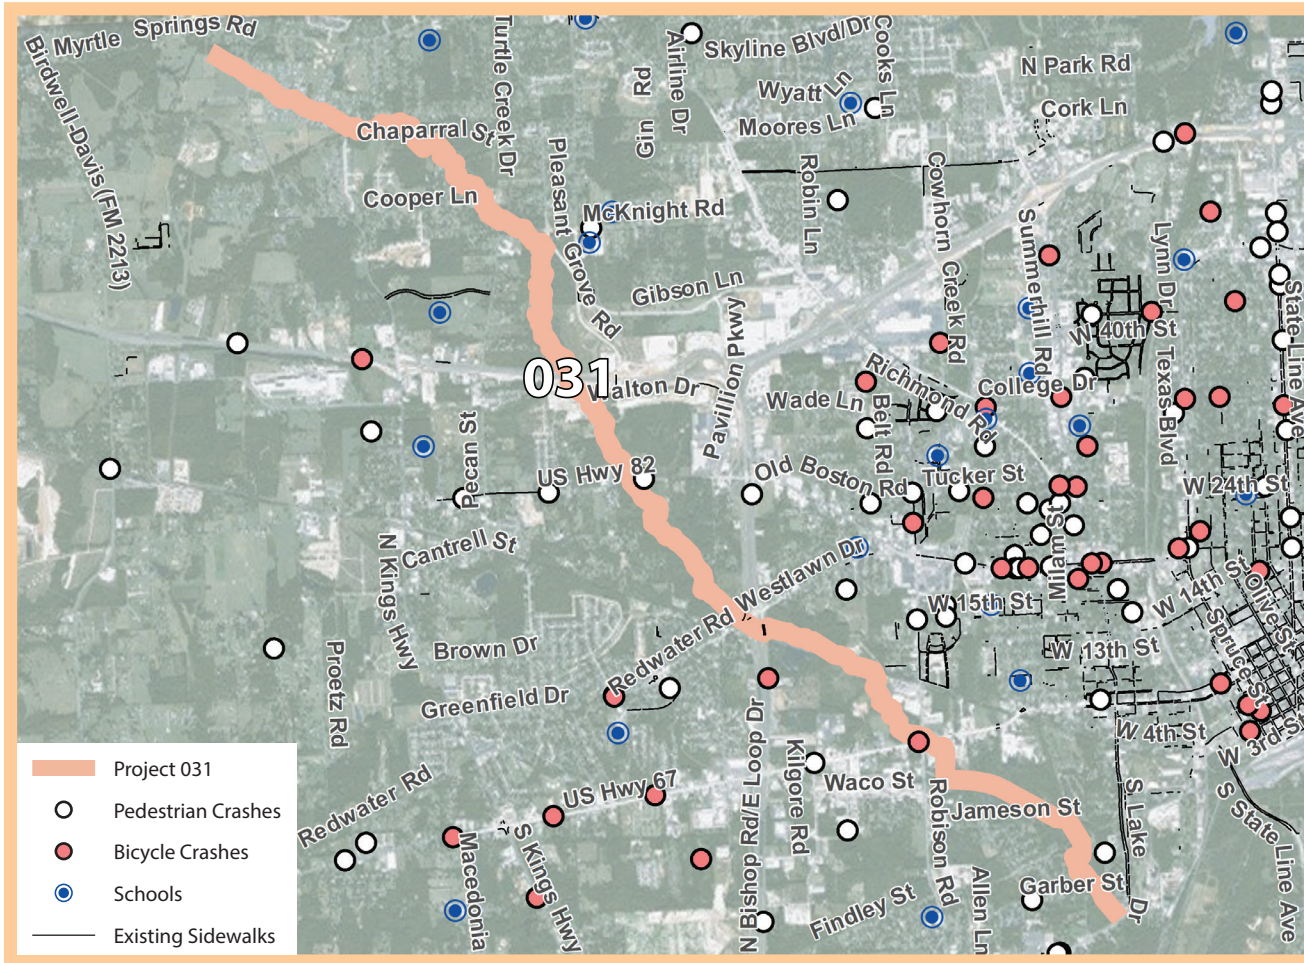 Myrtle Springs Rd
Birdwell-Davis (FM 2213)
Turtle Creek Dr
Gin Rd
Airline Dr
Skyline Blvd/Dr
Cooks Ln
Wyatt Ln
Moores Ln
N Park Rd
Cork Ln
Chaparral St
Cooper Ln
Pleasant Grove Rd
McKnight Rd
Robin Ln
Cowhorn Creek Rd
Summerhill Rd
Lynn Dr
Gibson Ln
Pavillion Pkwy
W 40th St
State Line Ave
031
Walton Dr
Wade Ln
Belt Rd
Richmond Rd
College Dr
Texas Blvd
Pecan St
US Hwy 82
Old Boston Rd
Tucker St
W 24th St
Cantrell St
N Kings Hwy
Westlawn Dr
Milam St
W 15th St
W 14th St
Olive St
Spruce St
Proetz Rd
Brown Dr
Redwater Rd
W 13th St
Greenfield Dr
W 4th St
W 3rd St
N Bishop Rd/E Loop Dr
Kilgore Rd
US Hwy 67
Waco St
Robison Rd
Jameson St
S Lake Dr
S State Line Ave
Redwater Rd
Macedonia
S Kings Hwy
Findley St
Allen Ln
Garber St
Project 031
Pedestrian Crashes
Bicycle Crashes
Schools
Existing Sidewalks